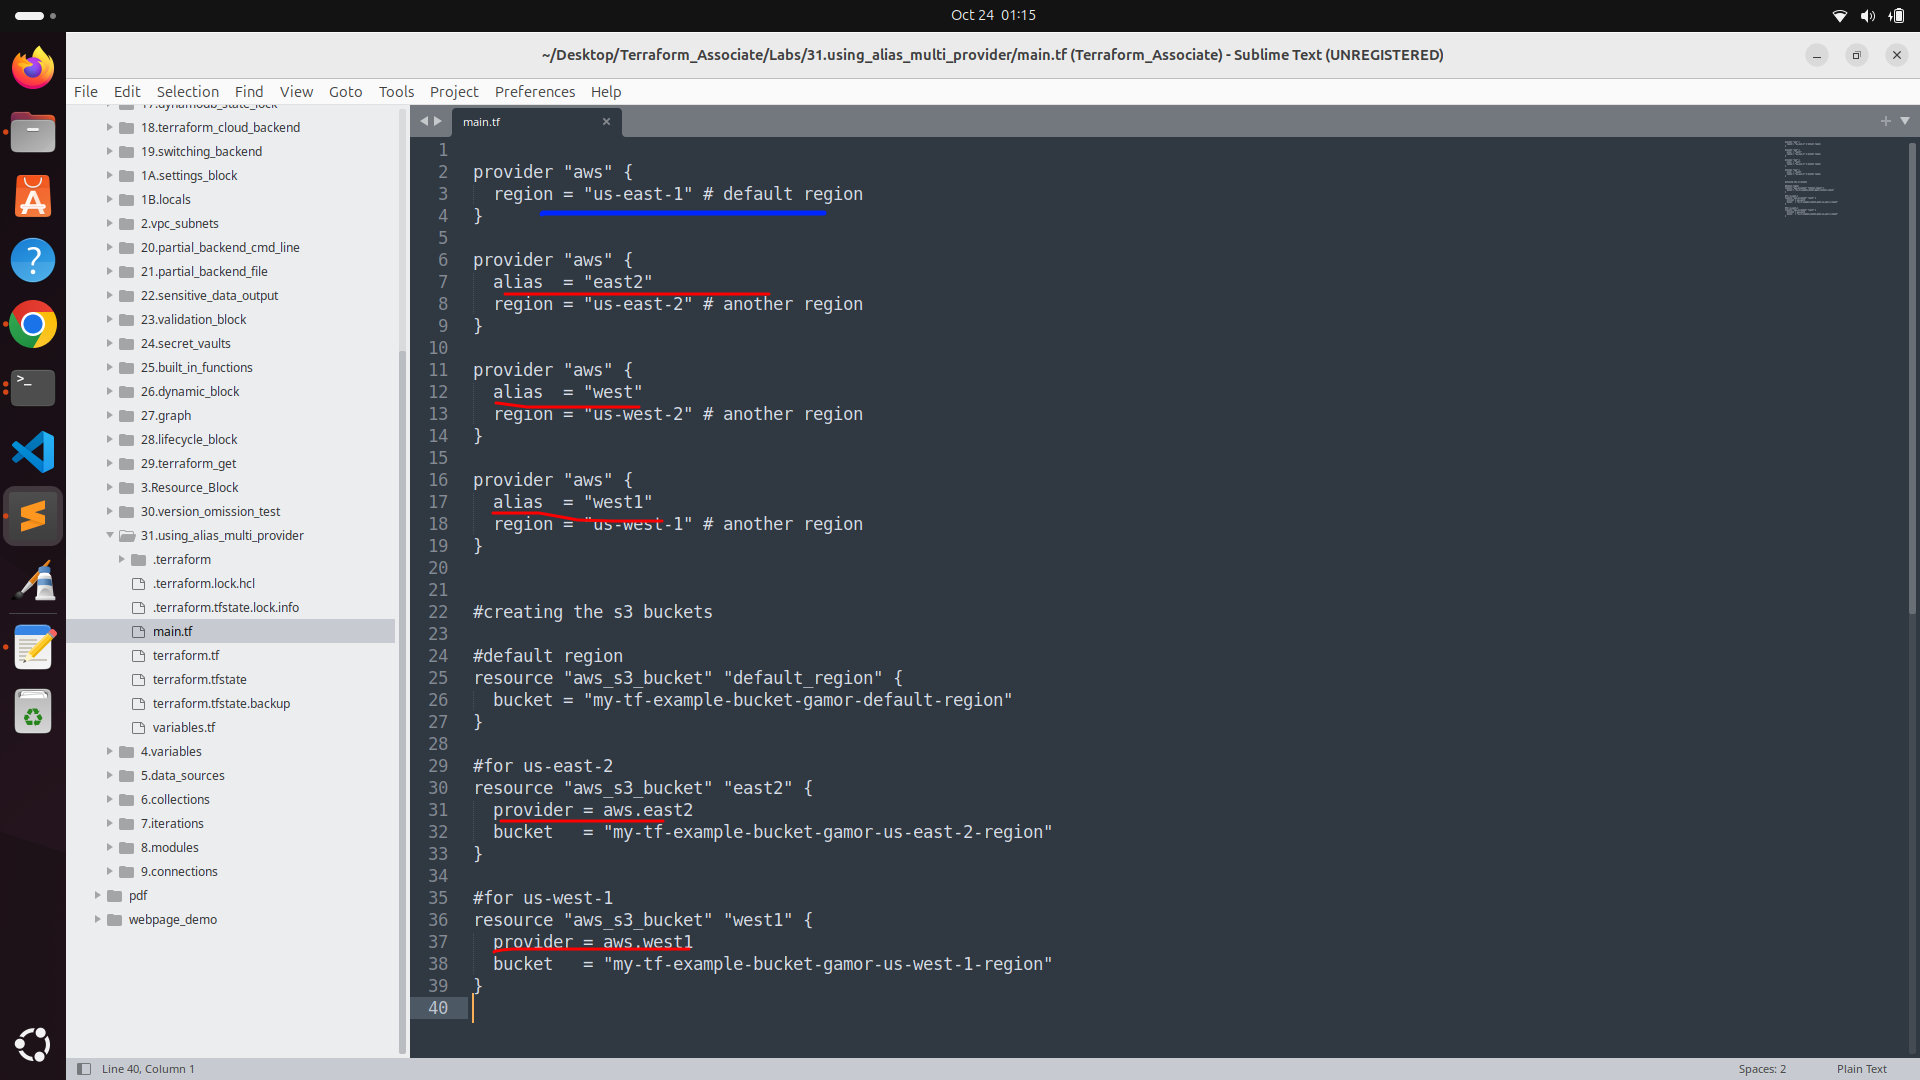 Oct 24 01:15
~/Desktop/Terraform_Associate/Labs/31.using_alias_multi_provider/main.tf (Terraform_Associate) - Sublime Text (UNREGISTERED)
File Edit Selection Find View Goto Tools Project Preferences Help
17.dynamodb_state_lock
18.terraform_cloud_backend
19.switching_backend
1A.settings_block
1B.locals
2.vpc_subnets
20.partial_backend_cmd_line
21.partial_backend_file
22.sensitive_data_output
23.validation_block
24.secret_vaults
25.built_in_functions
26.dynamic_block
27.graph
28.lifecycle_block
29.terraform_get
3.Resource_Block
30.version_omission_test
31.using_alias_multi_provider
.terraform
.terraform.lock.hcl
.terraform.tfstate.lock.info
main.tf
terraform.tf
terraform.tfstate
terraform.tfstate.backup
variables.tf
4.variables
5.data_sources
6.collections
7.iterations
8.modules
9.connections
pdf
webpage_demo
main.tf
1
2 provider "aws" {
3 region = "us-east-1" # default region
4 }
5
6 provider "aws" {
7 alias = "east2"
8 region = "us-east-2" # another region
9 }
10
11 provider "aws" {
12 alias = "west"
13 region = "us-west-2" # another region
14 }
15
16 provider "aws" {
17 alias = "west1"
18 region = "us-west-1" # another region
19 }
20
21
22 #creating the s3 buckets
23
24 #default region
25 resource "aws_s3_bucket" "default_region" {
26 bucket = "my-tf-example-bucket-gamor-default-region"
27 }
28
29 #for us-east-2
30 resource "aws_s3_bucket" "east2" {
31 provider = aws.east2
32 bucket = "my-tf-example-bucket-gamor-us-east-2-region"
33 }
34
35 #for us-west-1
36 resource "aws_s3_bucket" "west1" {
37 provider = aws.west1
38 bucket = "my-tf-example-bucket-gamor-us-west-1-region"
39 }
40
Line 40, Column 1
Spaces: 2
Plain Text